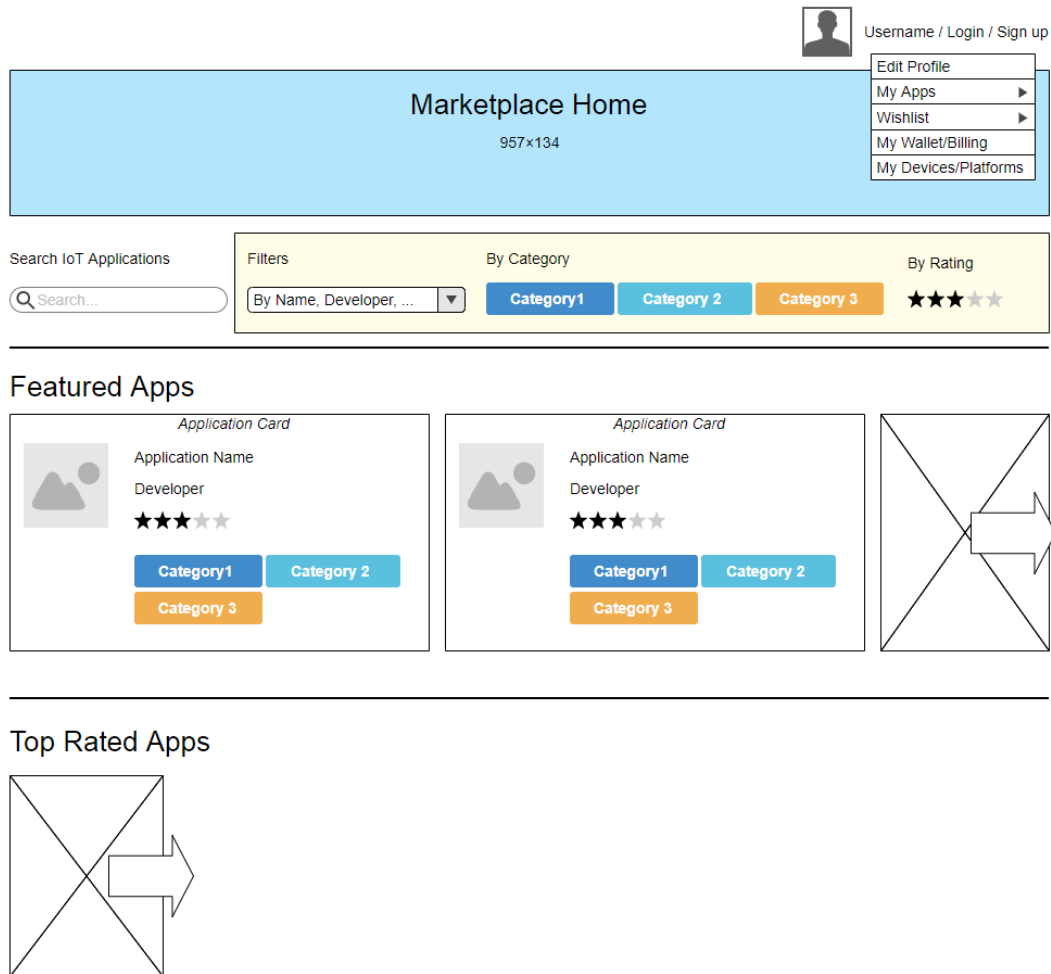 Username / Login / Sign up
Edit Profile
My Apps
Wishlist
My Wallet/Billing
My Devices/Platforms
Marketplace Home
957×134
Search IoT Applications
Search...
Filters
By Name, Developer, ...
By Category
Category1
Category 2
Category 3
By Rating
Featured Apps
Application Card
Application Name
Developer
Category1
Category 2
Category 3
Application Card
Application Name
Developer
Category1
Category 2
Category 3
Top Rated Apps